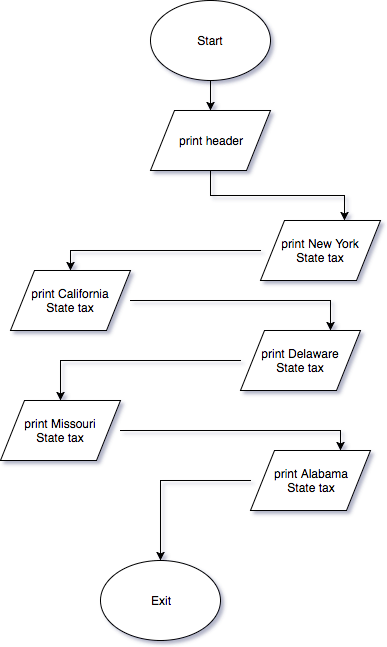 Start
print header
print New York
State tax
print California
State tax
print Delaware
State tax
print Missouri
State tax
print Alabama
State tax
Exit